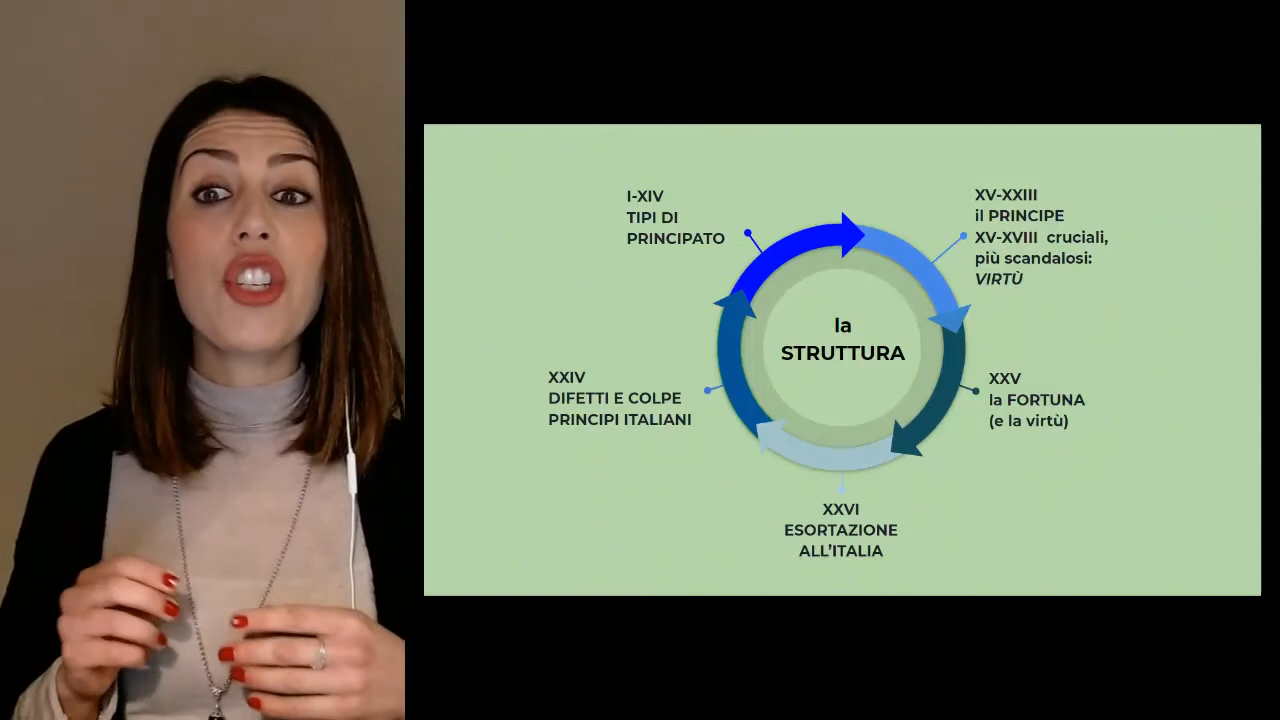 I-XIV
TIPI DI
PRINCIPATO
XV-XXIII
il PRINCIPE
XV-XVIII cruciali,
più scandalosi:
VIRTÙ
la
STRUTTURA
XXIV
DIFETTI E COLPE
PRINCIPI ITALIANI
XXV
la FORTUNA
(e la virtù)
XXVI
ESORTAZIONE
ALL'ITALIA